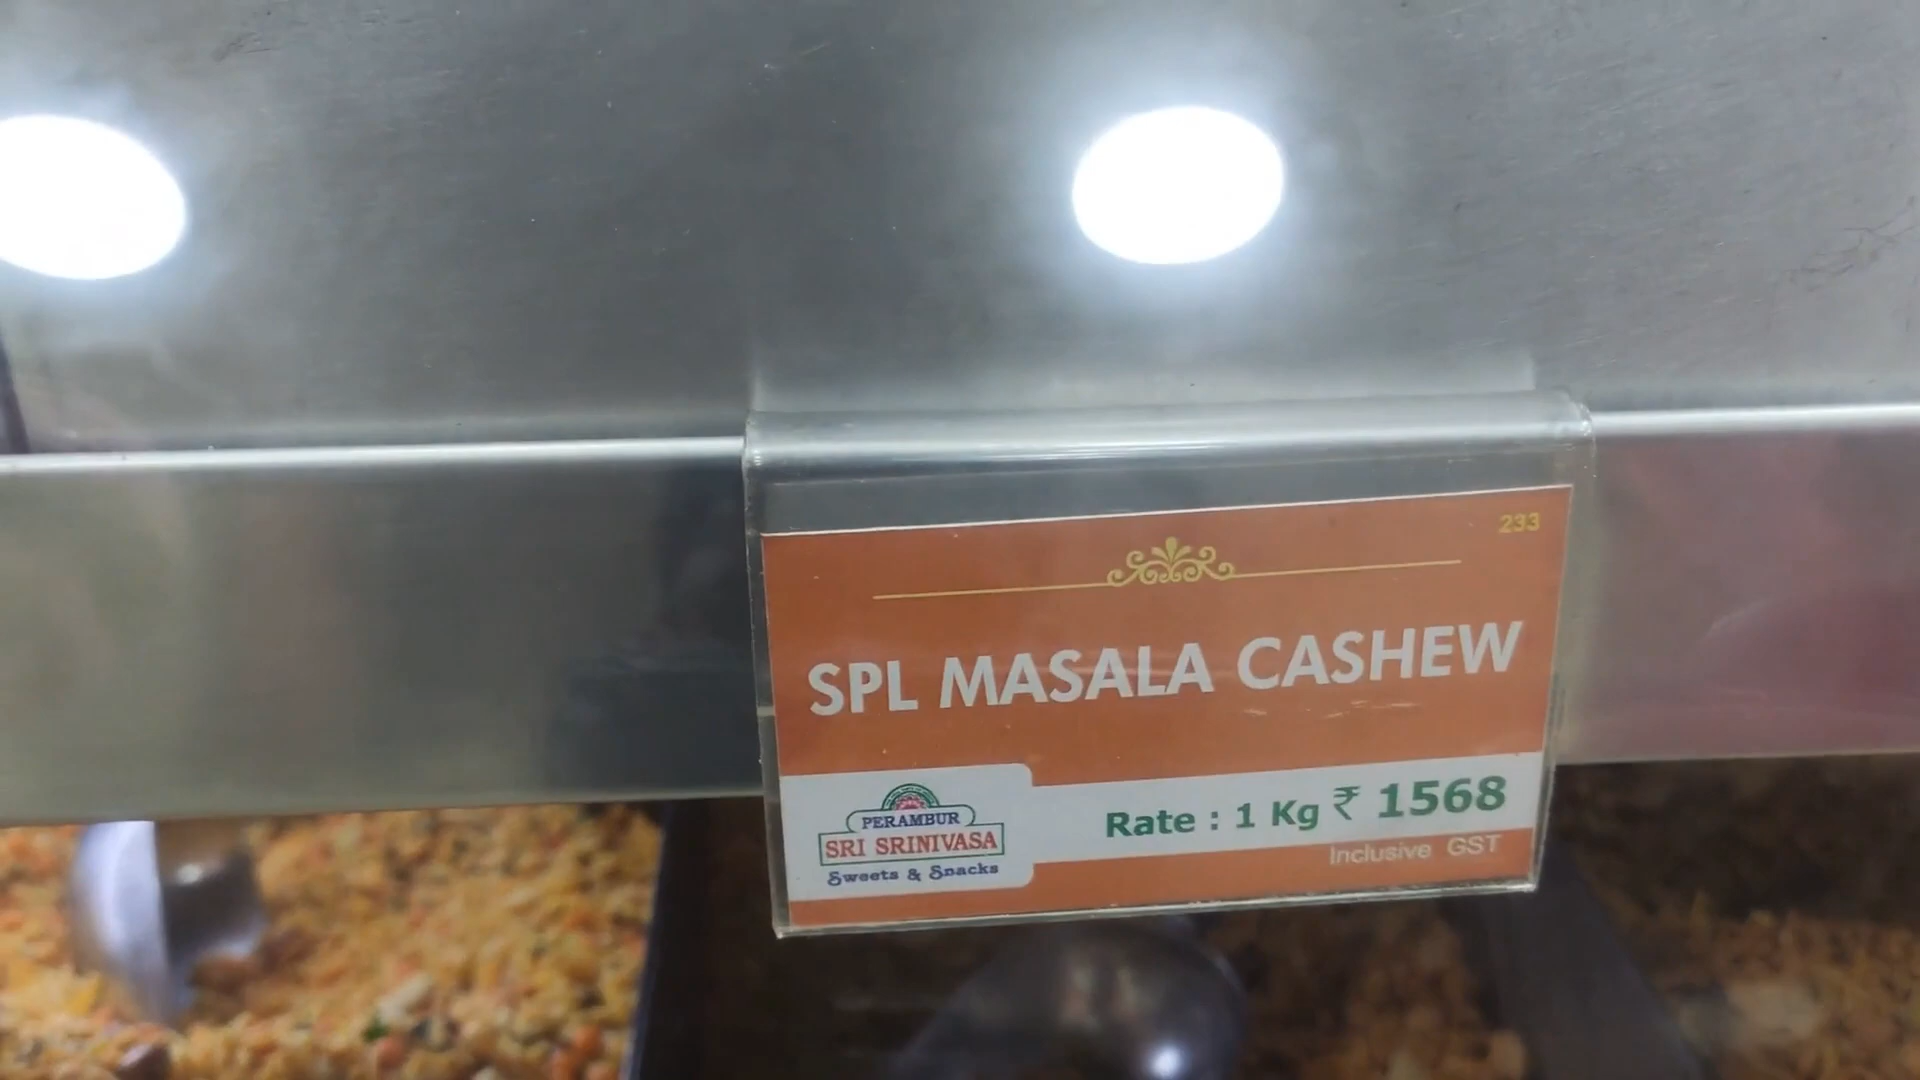 233
SPL MASALA CASHEW
PERAMBUR
SRI SRINIVASA
Sweets & Snacks
Rate : 1 Kg ₹ 1568
Inclusive GST